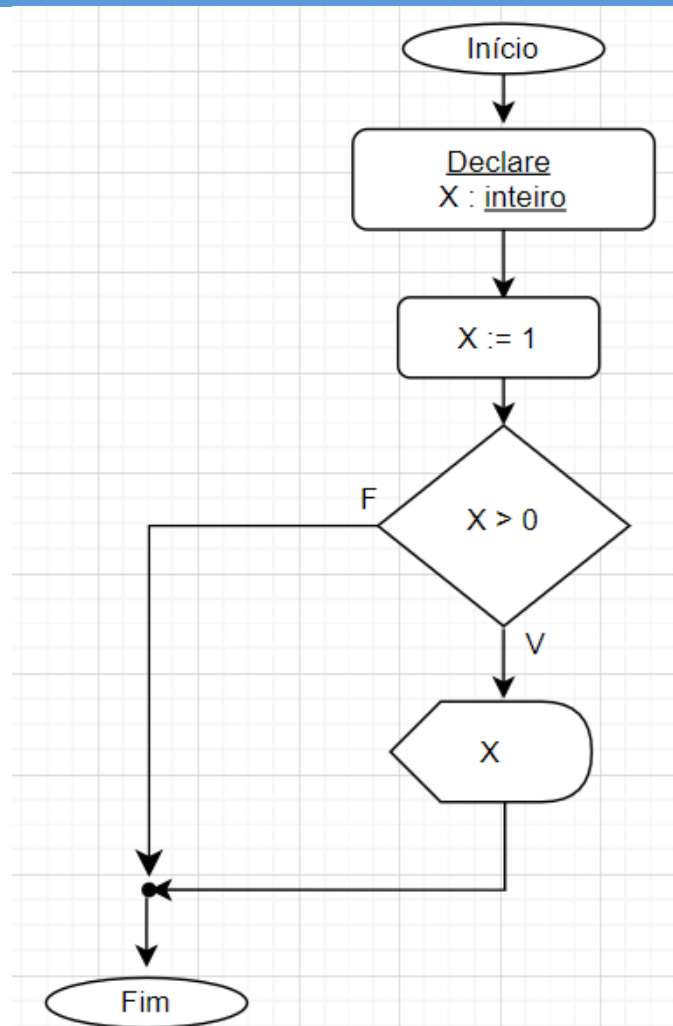 Início
Declare
X : inteiro
X := 1
X > 0
F
V
X
Fim